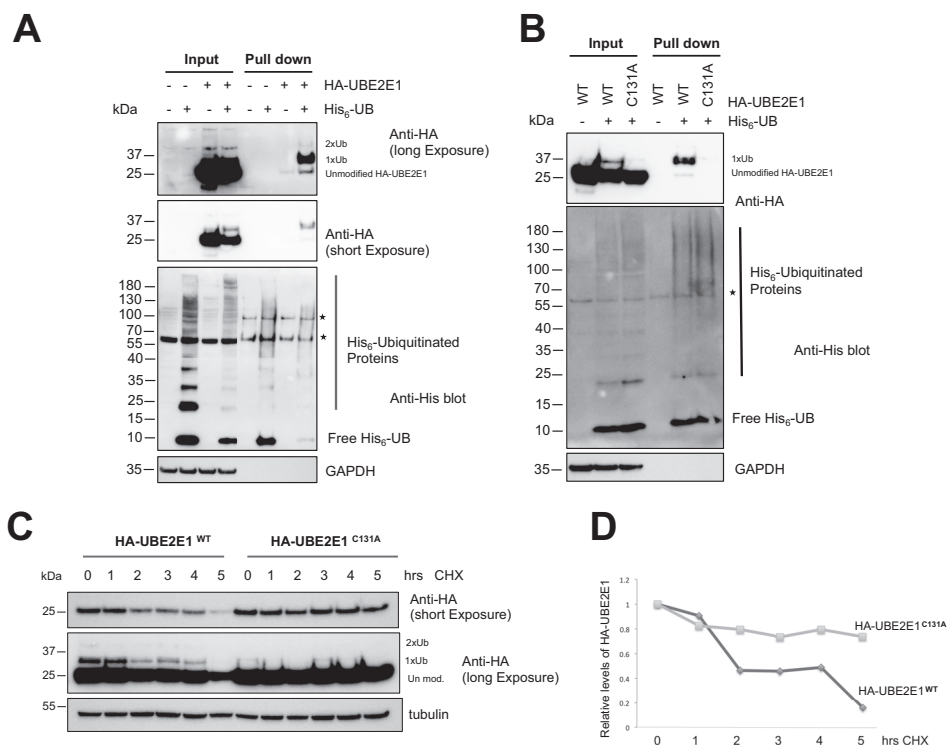 A
Input Pull down
- - + + - - + + HA-UBE2E1
kDa - + - + - + - + His6-UB
Anti-HA
(long Exposure)
2xUb
37 1xUb
25 Unmodified HA-UBE2E1
37
25
Anti-HA
(short Exposure)
180
130
100 ★
70
55 ★
40
35
25
15
10
His6-Ubiquitinated
Proteins
Anti-His blot
Free His6-UB
35 GAPDH
B
Input Pull down
WT WT C131A WT WT C131A
HA-UBE2E1
kDa - + + - + + His6-UB
37 1xUb
25 Unmodified HA-UBE2E1
Anti-HA
180
130
100
70
55
40
35
25
15
10
★
His6-Ubiquitinated
Proteins
Anti-His blot
Free His6-UB
35 GAPDH
C
HA-UBE2E1 WT HA-UBE2E1 C131A
kDa 0 1 2 3 4 5 0 1 2 3 4 5 hrs CHX
25 Anti-HA
(short Exposure)
2xUb
37 1xUb
25 Un mod.
Anti-HA
(long Exposure)
55
tubulin
D
Relative levels of HA-UBE2E1
1.2
1
0.8
0.6
0.4
0.2
0
HA-UBE2E1C131A
HA-UBE2E1WT
0 1 2 3 4 5 hrs CHX